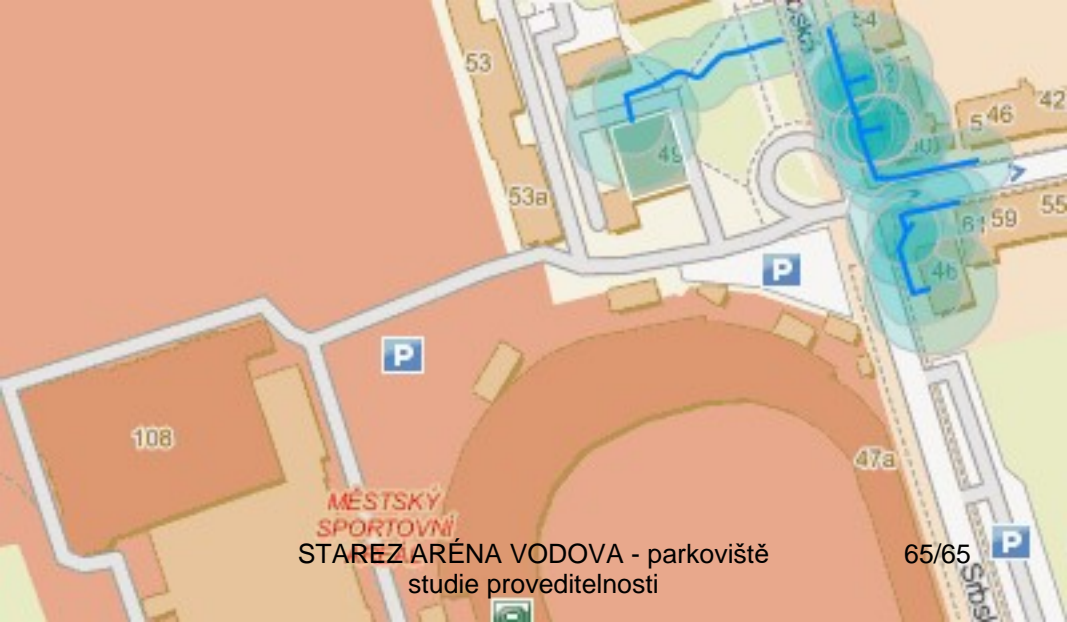 54
53
42
46
5
49
53a
55
59
61
46
P
P
108
47a
MĚSTSKÝ
SPORTOVNÍ
STAREZ ARÉNA VODOVA - parkoviště 65/65
studie proveditelnosti
P